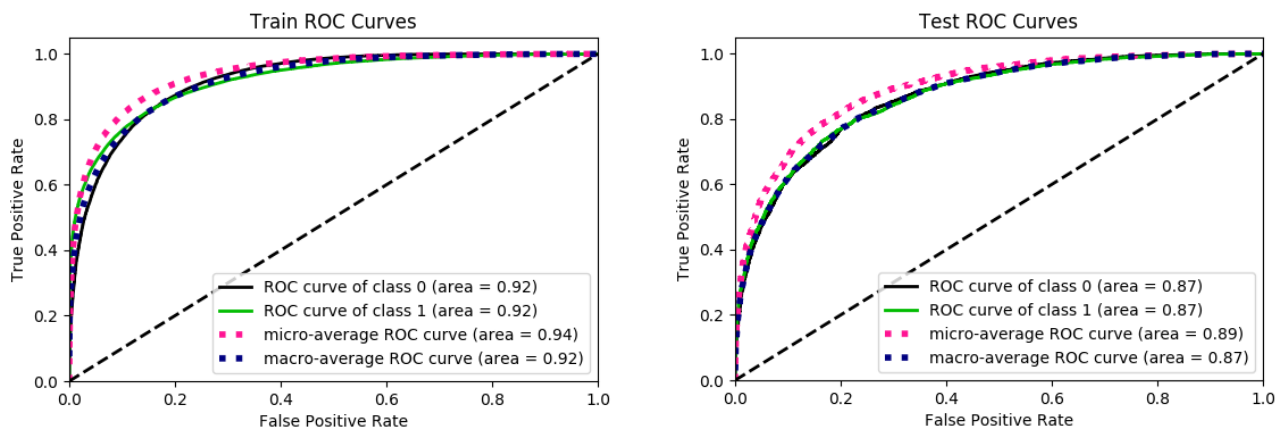 Train ROC Curves
True Positive Rate
1.0
0.8
0.6
0.4
0.2
0.0
ROC curve of class 0 (area = 0.92)
ROC curve of class 1 (area = 0.92)
micro-average ROC curve (area = 0.94)
macro-average ROC curve (area = 0.92)
0.0 0.2 0.4 0.6 0.8 1.0
False Positive Rate
Test ROC Curves
True Positive Rate
1.0
0.8
0.6
0.4
0.2
0.0
ROC curve of class 0 (area = 0.87)
ROC curve of class 1 (area = 0.87)
micro-average ROC curve (area = 0.89)
macro-average ROC curve (area = 0.87)
0.0 0.2 0.4 0.6 0.8 1.0
False Positive Rate